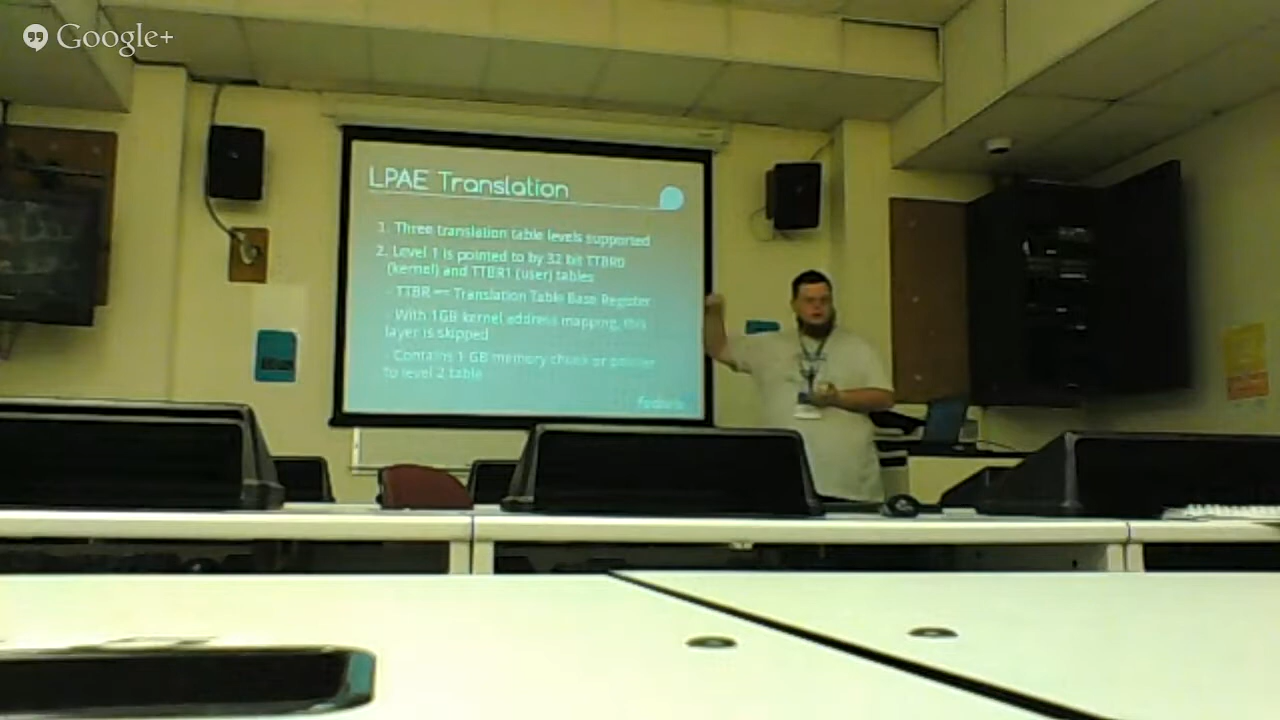 Google+
LPAE Translation
1. Three translation table levels supported
2. Level 1 is pointed to by 32 bit TTBR0
(kernel) and TTBR1 (user) tables
- TTBR == Translation Table Base Register
- With 1GB kernel address mapping, this
layer is skipped
- Contains 1 GB memory chunk or pointer
to level 2 table
fedora